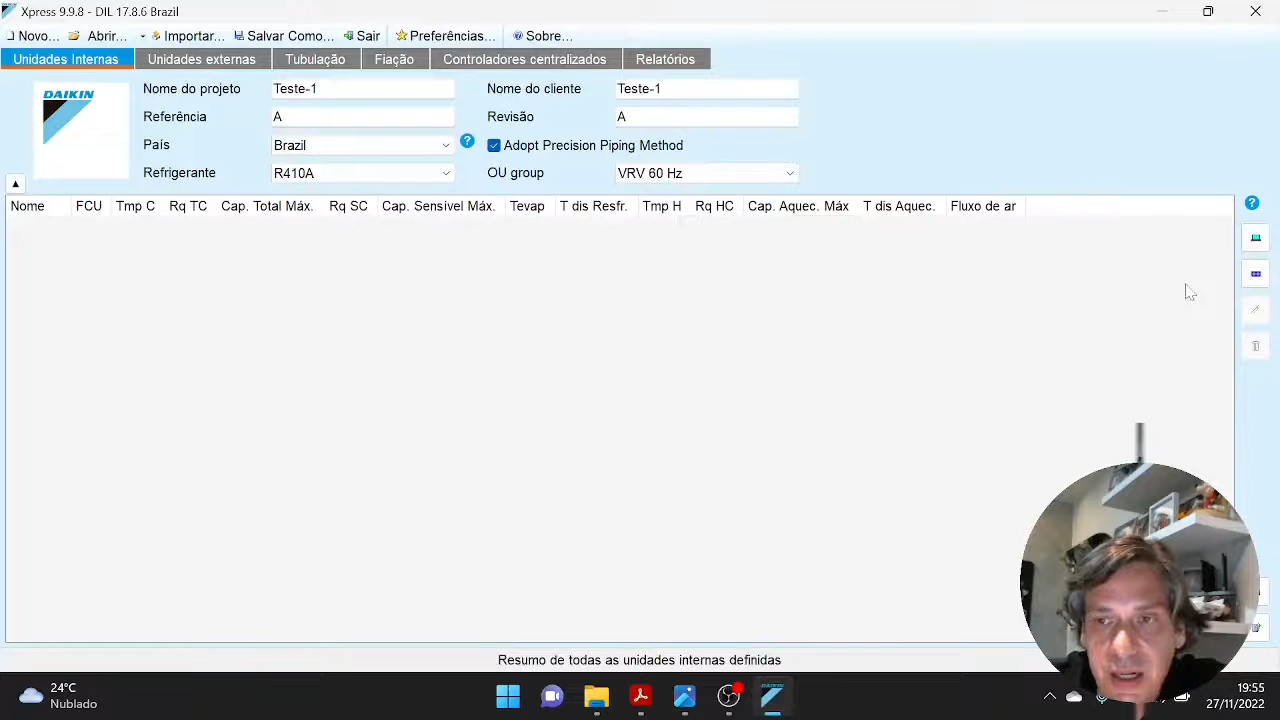 Xpress 9.9.8 - DIL 17.8.6 Brazil
Novo... Abrir... Importar... Salvar Como... Sair Preferências... Sobre...
Unidades Internas Unidades externas Tubulação Fiação Controladores centralizados Relatórios
DAIKIN
Nome do projeto Teste-1 Nome do cliente Teste-1
Referência A Revisão A
País Brazil ? Adopt Precision Piping Method
Refrigerante R410A OU group VRV 60 Hz
Nome FCU Tmp C Rq TC Cap. Total Máx. Rq SC Cap. Sensível Máx. Tevap T dis Resfr. Tmp H Rq HC Cap. Aquec. Máx T dis Aquec. Fluxo de ar ?
Resumo de todas as unidades internas definidas
24°C
Nublado
DAIKIN
19:55
27/11/2022